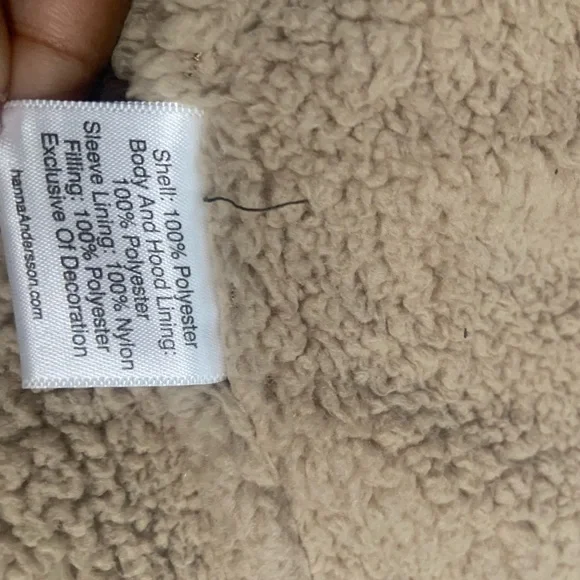 Shell: 100% Polyester
Body And Hood Lining:
100% Polyester
Sleeve Lining: 100% Nylon
Filling: 100% Polyester
Exclusive Of Decoration
hannaAndersson.com